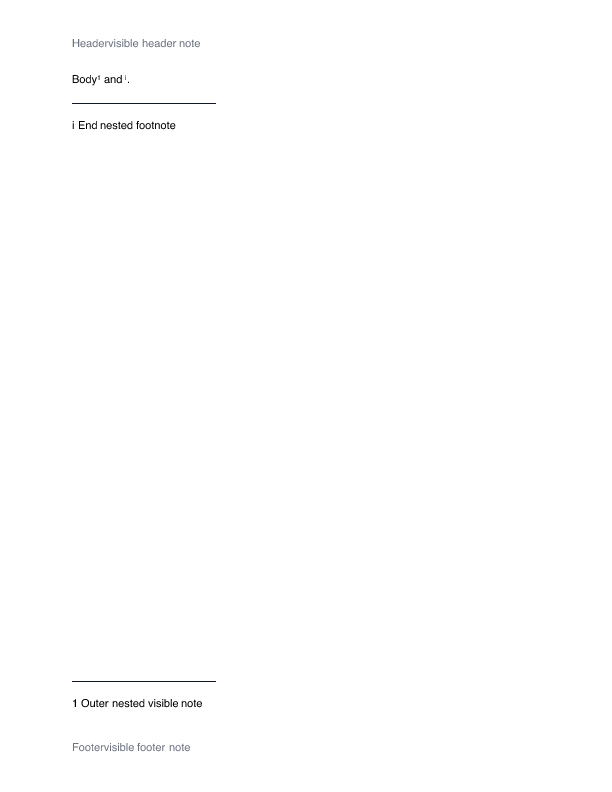 Headervisible header note
Body¹ and ⁱ.
i End nested footnote
1 Outer nested visible note
Footervisible footer note